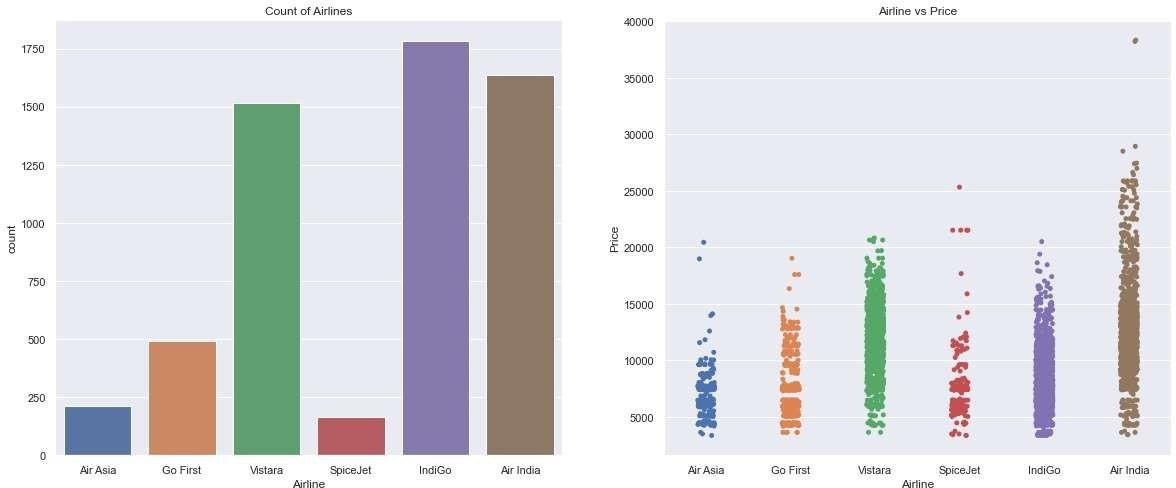 Count of Airlines
1750
1500
1250
1000
750
500
250
0
count
Air Asia
Go First
Vistara
SpiceJet
IndiGo
Air India
Airline
Airline vs Price
40000
35000
30000
25000
20000
15000
10000
5000
Price
Air Asia
Go First
Vistara
SpiceJet
IndiGo
Air India
Airline